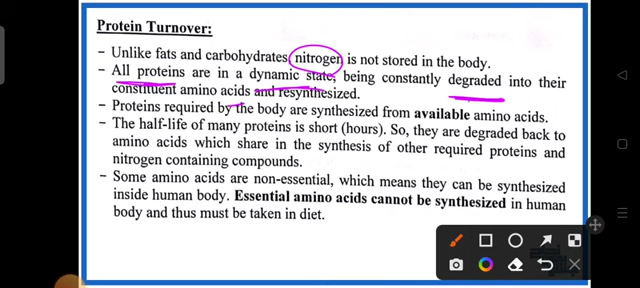 Protein Turnover:
- Unlike fats and carbohydrates, nitrogen is not stored in the body.
- All proteins are in a dynamic state, being constantly degraded into their
constituent amino acids and resynthesized.
- Proteins required by the body are synthesized from available amino acids.
- The half-life of many proteins is short (hours). So, they are degraded back to
amino acids which share in the synthesis of other required proteins and
nitrogen containing compounds.
- Some amino acids are non-essential, which means they can be synthesized
inside human body. Essential amino acids cannot be synthesized in human
body and thus must be taken in diet.